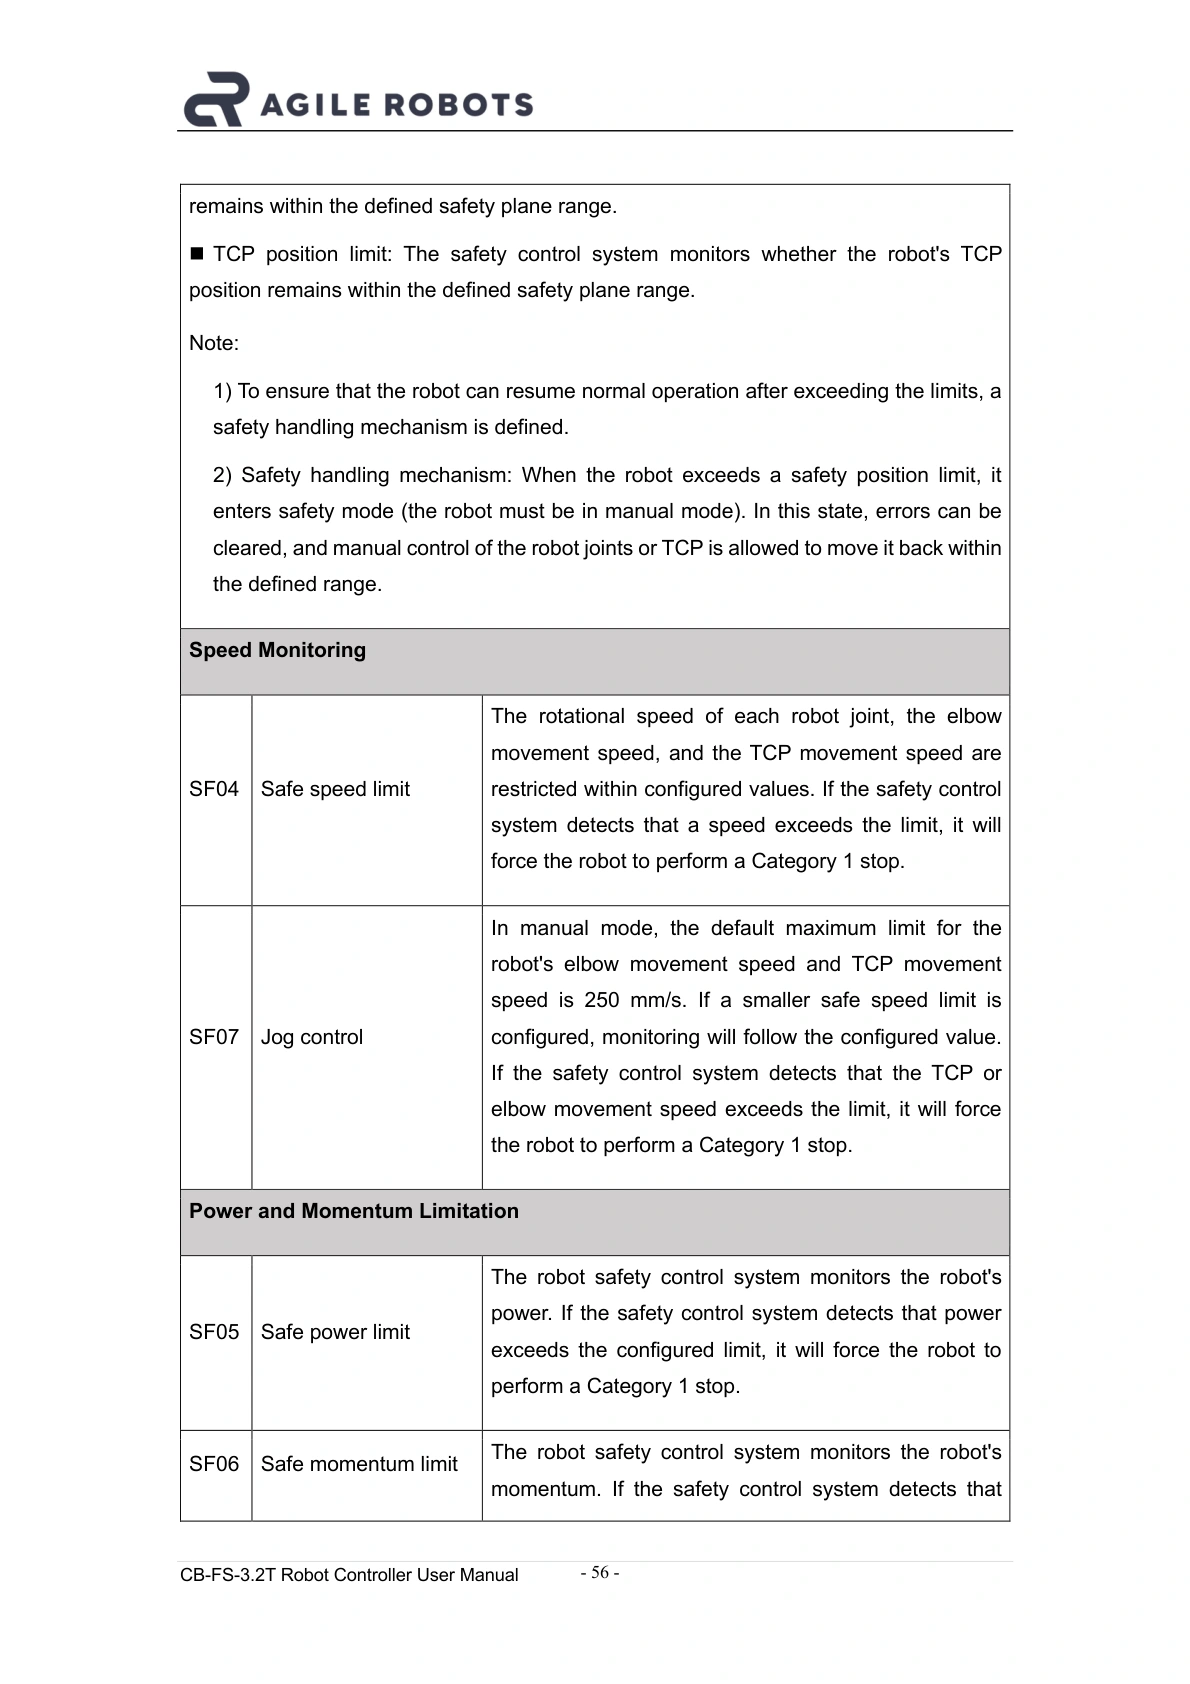 AGILE ROBOTS
remains within the defined safety plane range.
■ TCP position limit: The safety control system monitors whether the robot's TCP
position remains within the defined safety plane range.
Note:
1) To ensure that the robot can resume normal operation after exceeding the limits, a
safety handling mechanism is defined.
2) Safety handling mechanism: When the robot exceeds a safety position limit, it
enters safety mode (the robot must be in manual mode). In this state, errors can be
cleared, and manual control of the robot joints or TCP is allowed to move it back within
the defined range.
Speed Monitoring
SF04
Safe speed limit
The rotational speed of each robot joint, the elbow
movement speed, and the TCP movement speed are
restricted within configured values. If the safety control
system detects that a speed exceeds the limit, it will
force the robot to perform a Category 1 stop.
SF07
Jog control
In manual mode, the default maximum limit for the
robot's elbow movement speed and TCP movement
speed is 250 mm/s. If a smaller safe speed limit is
configured, monitoring will follow the configured value.
If the safety control system detects that the TCP or
elbow movement speed exceeds the limit, it will force
the robot to perform a Category 1 stop.
Power and Momentum Limitation
SF05
Safe power limit
The robot safety control system monitors the robot's
power. If the safety control system detects that power
exceeds the configured limit, it will force the robot to
perform a Category 1 stop.
SF06
Safe momentum limit
The robot safety control system monitors the robot's
momentum. If the safety control system detects that
CB-FS-3.2T Robot Controller User Manual
- 56 -